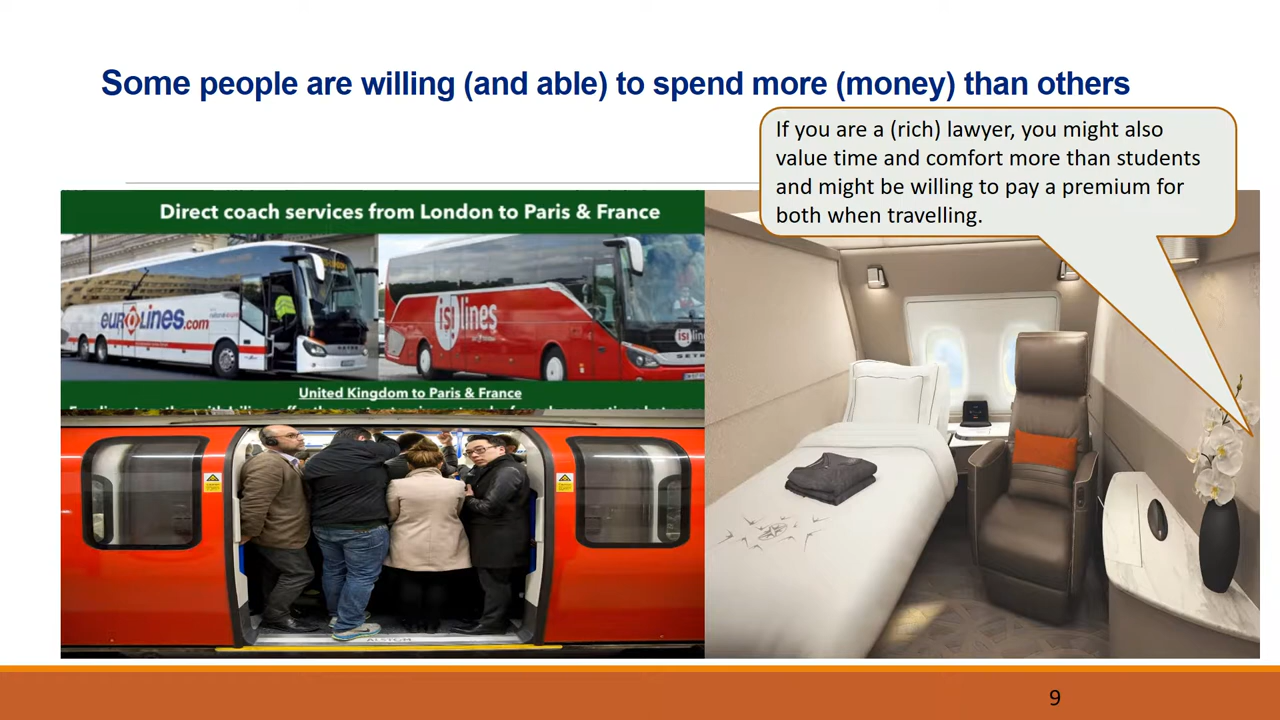 Some people are willing (and able) to spend more (money) than others
If you are a (rich) lawyer, you might also
value time and comfort more than students
and might be willing to pay a premium for
both when travelling.
Direct coach services from London to Paris & France
eurolines.com
isilines
SETRA
United Kingdom to Paris & France
ALSTOM
9